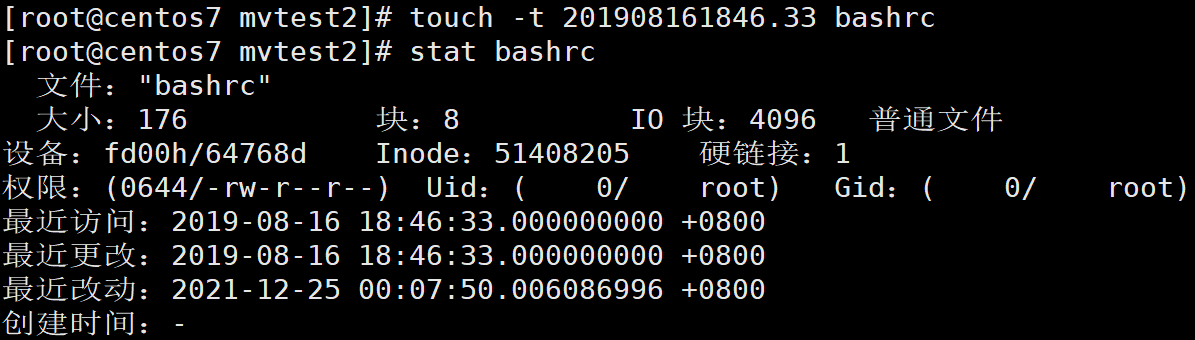 [root@centos7 mvtest2]# touch -t 201908161846.33 bashrc
[root@centos7 mvtest2]# stat bashrc
  文件："bashrc"
  大小：176       	块：8          IO 块：4096   普通文件
设备：fd00h/64768d	Inode：51408205    硬链接：1
权限：(0644/-rw-r--r--)  Uid：(    0/    root)   Gid：(    0/    root)
最近访问：2019-08-16 18:46:33.000000000 +0800
最近更改：2019-08-16 18:46:33.000000000 +0800
最近改动：2021-12-25 00:07:50.006086996 +0800
创建时间：-